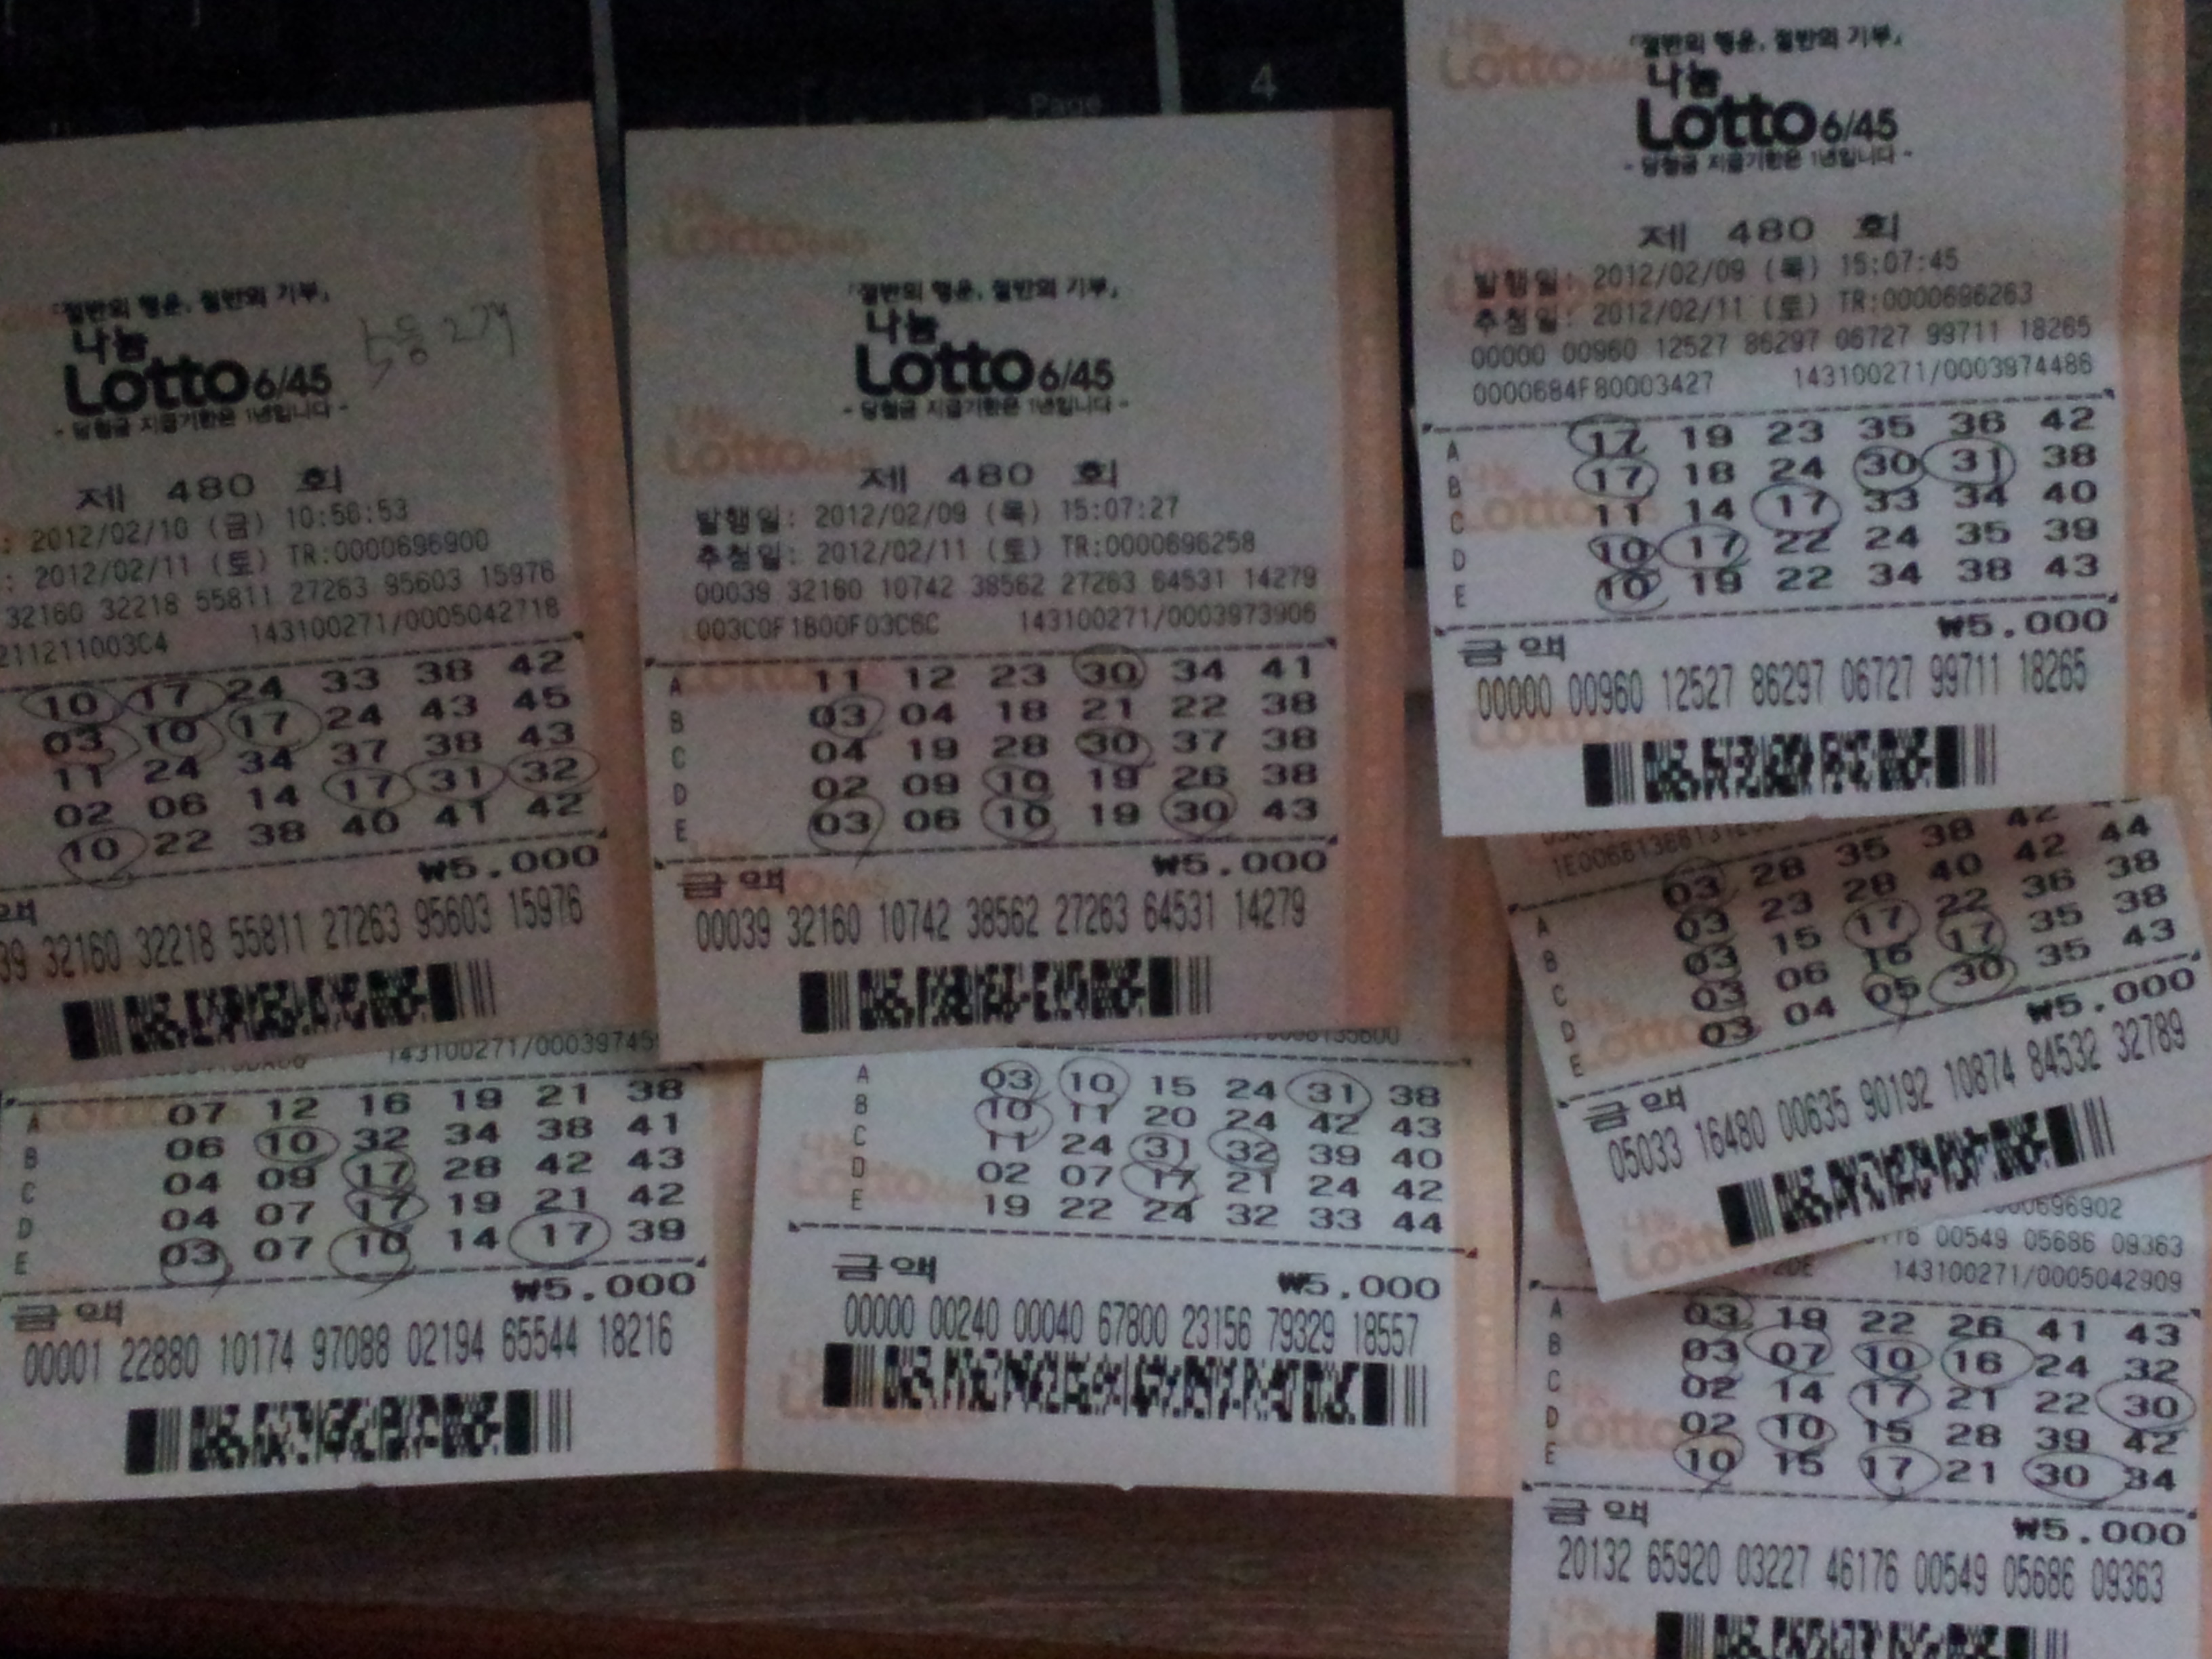 「절반의 행운, 절반의 기부」
나눔
Lotto 6/45
- 당첨금 지급기한은 1년입니다 -
제 480 회
: 2012/02/10 (금) 10:56:53
: 2012/02/11 (토) TR:0000696900
32160 32218 55811 27263 95603 15976
211211003C4 143100271/0005042718
10 17 24 33 38 42
03 10 17 24 43 45
11 24 34 37 38 43
02 06 14 17 31 32
10 22 38 40 41 42
₩5.000
39 32160 32218 55811 27263 95603 15976
「절반의 행운, 절반의 기부」
나눔
Lotto 6/45
- 당첨금 지급기한은 1년입니다 -
제 480 회
발행일: 2012/02/09 (목) 15:07:27
추첨일: 2012/02/11 (토) TR:0000696258
00039 32160 10742 38562 27263 64531 14279
003C0F1B00F03C6C 143100271/0003973906
A 11 12 23 30 34 41
B 03 04 18 21 22 38
C 04 19 28 30 37 38
D 02 09 10 19 26 38
E 03 06 10 19 30 43
금액 ₩5.000
00039 32160 10742 38562 27263 64531 14279
「절반의 행운, 절반의 기부」
나눔
Lotto 6/45
- 당첨금 지급기한은 1년입니다 -
제 480 회
발행일: 2012/02/09 (목) 15:07:45
추첨일: 2012/02/11 (토) TR:0000696263
00000 00960 12527 86297 06727 99711 18265
0000684F80003427 143100271/0003974486
A 17 19 23 35 36 42
B 17 18 24 30 31 38
C 11 14 17 33 34 40
D 10 17 22 24 35 39
E 10 19 22 34 38 43
금액 ₩5.000
00000 00960 12527 86297 06727 99711 18265
A 07 12 16 19 21 38
B 06 10 32 34 38 41
C 04 09 17 28 42 43
D 04 07 17 19 21 42
E 03 07 10 14 17 39
금액 ₩5.000
00001 22880 10174 97088 02194 65544 18216
A 03 10 15 24 31 38
B 10 11 20 24 42 43
C 11 24 31 32 39 40
D 02 07 17 21 24 42
E 19 22 24 32 33 44
금액 ₩5.000
00000 00240 00040 67800 23156 79329 18557
A 03 28 35 38 42
B 03 23 28 40 42 44
C 03 15 17 22 36 38
D 03 06 16 17 35 38
E 03 04 05 30 35 43
금액 ₩5.000
05033 16480 00635 90192 10874 84532 32789
00549 05686 09363
143100271/0005042909
A 03 19 22 26 41 43
B 03 07 10 16 24 32
C 02 14 17 21 22 30
D 02 10 15 28 39 42
E 10 15 17 21 30 34
금액 ₩5.000
20132 65920 03227 46176 00549 05686 09363
Page
4